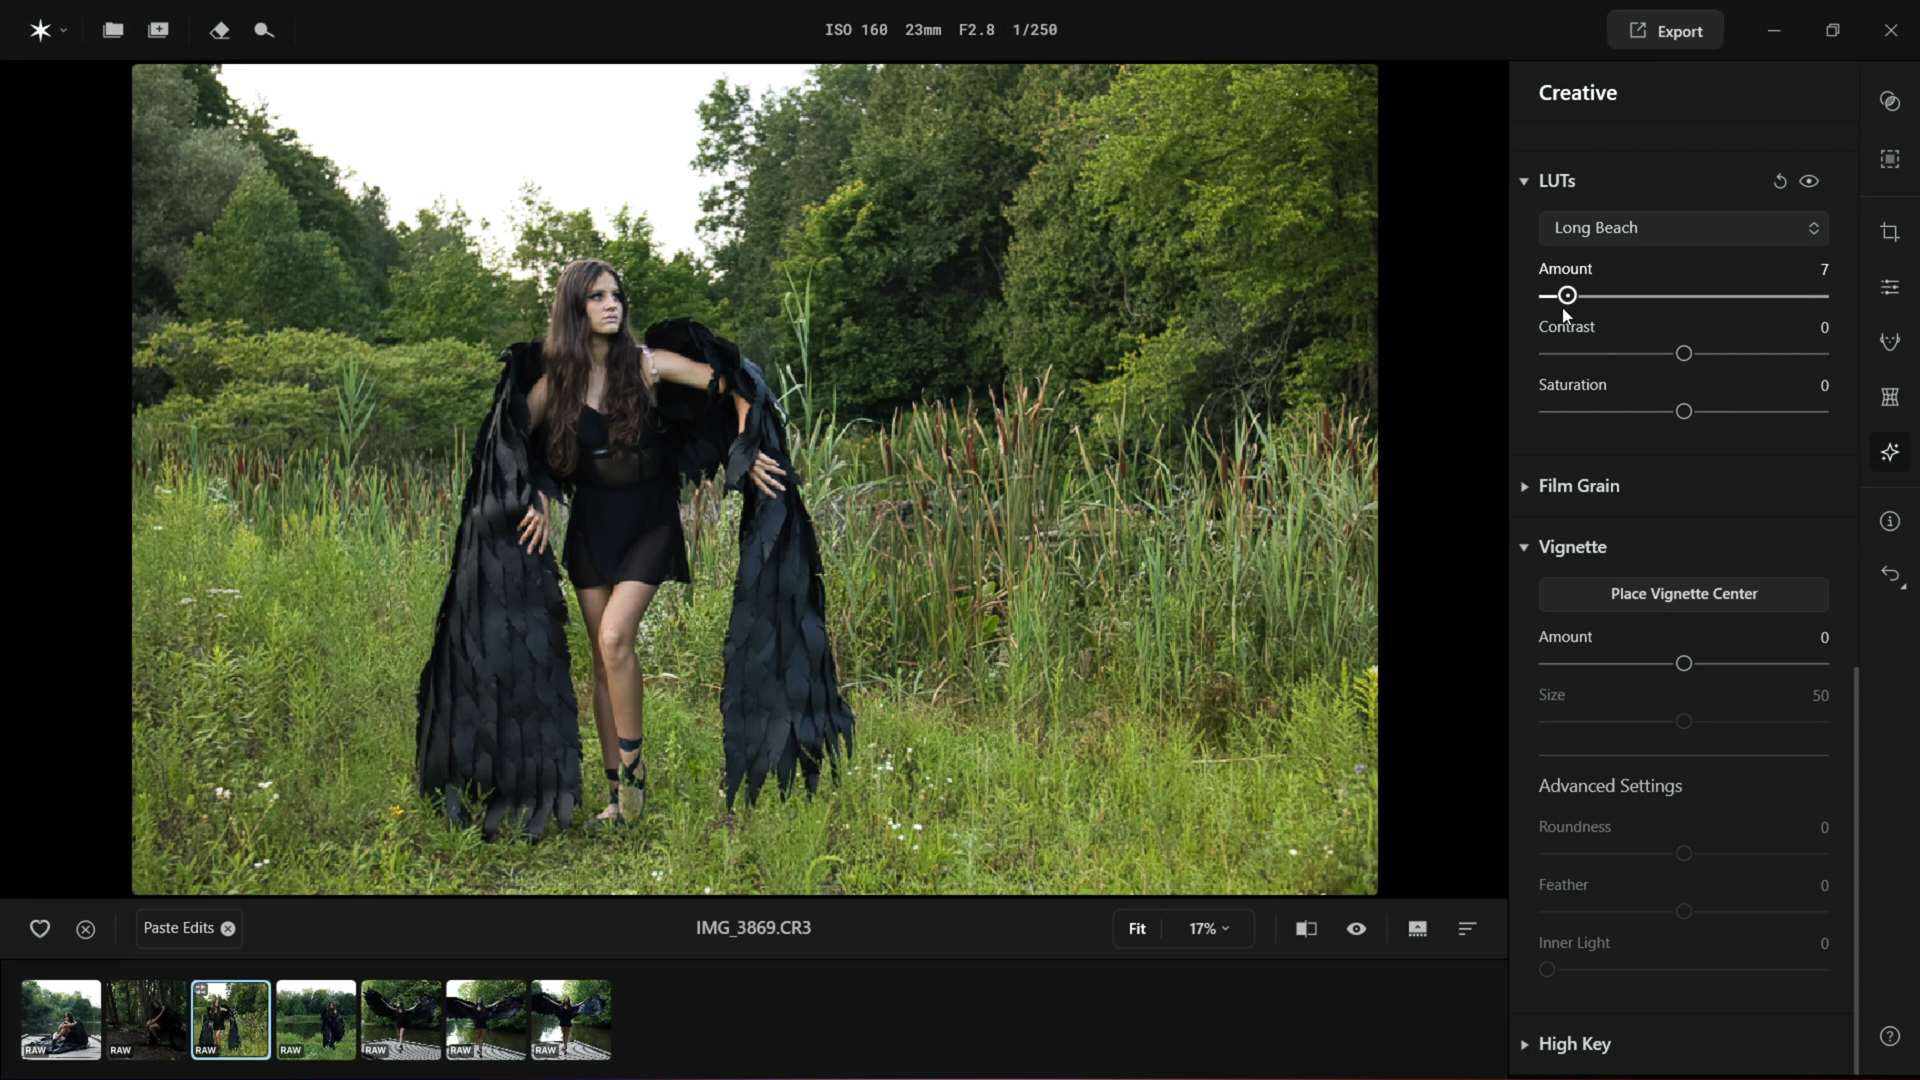 ISO 160 23mm F2.8 1/250
Export
Creative
LUTs
Long Beach
Amount 7
Contrast 0
Saturation 0
Film Grain
Vignette
Place Vignette Center
Amount 0
Size 50
Advanced Settings
Roundness 0
Feather 0
Inner Light 0
High Key
Paste Edits
IMG_3869.CR3
Fit 17%
RAW RAW RAW RAW RAW RAW RAW